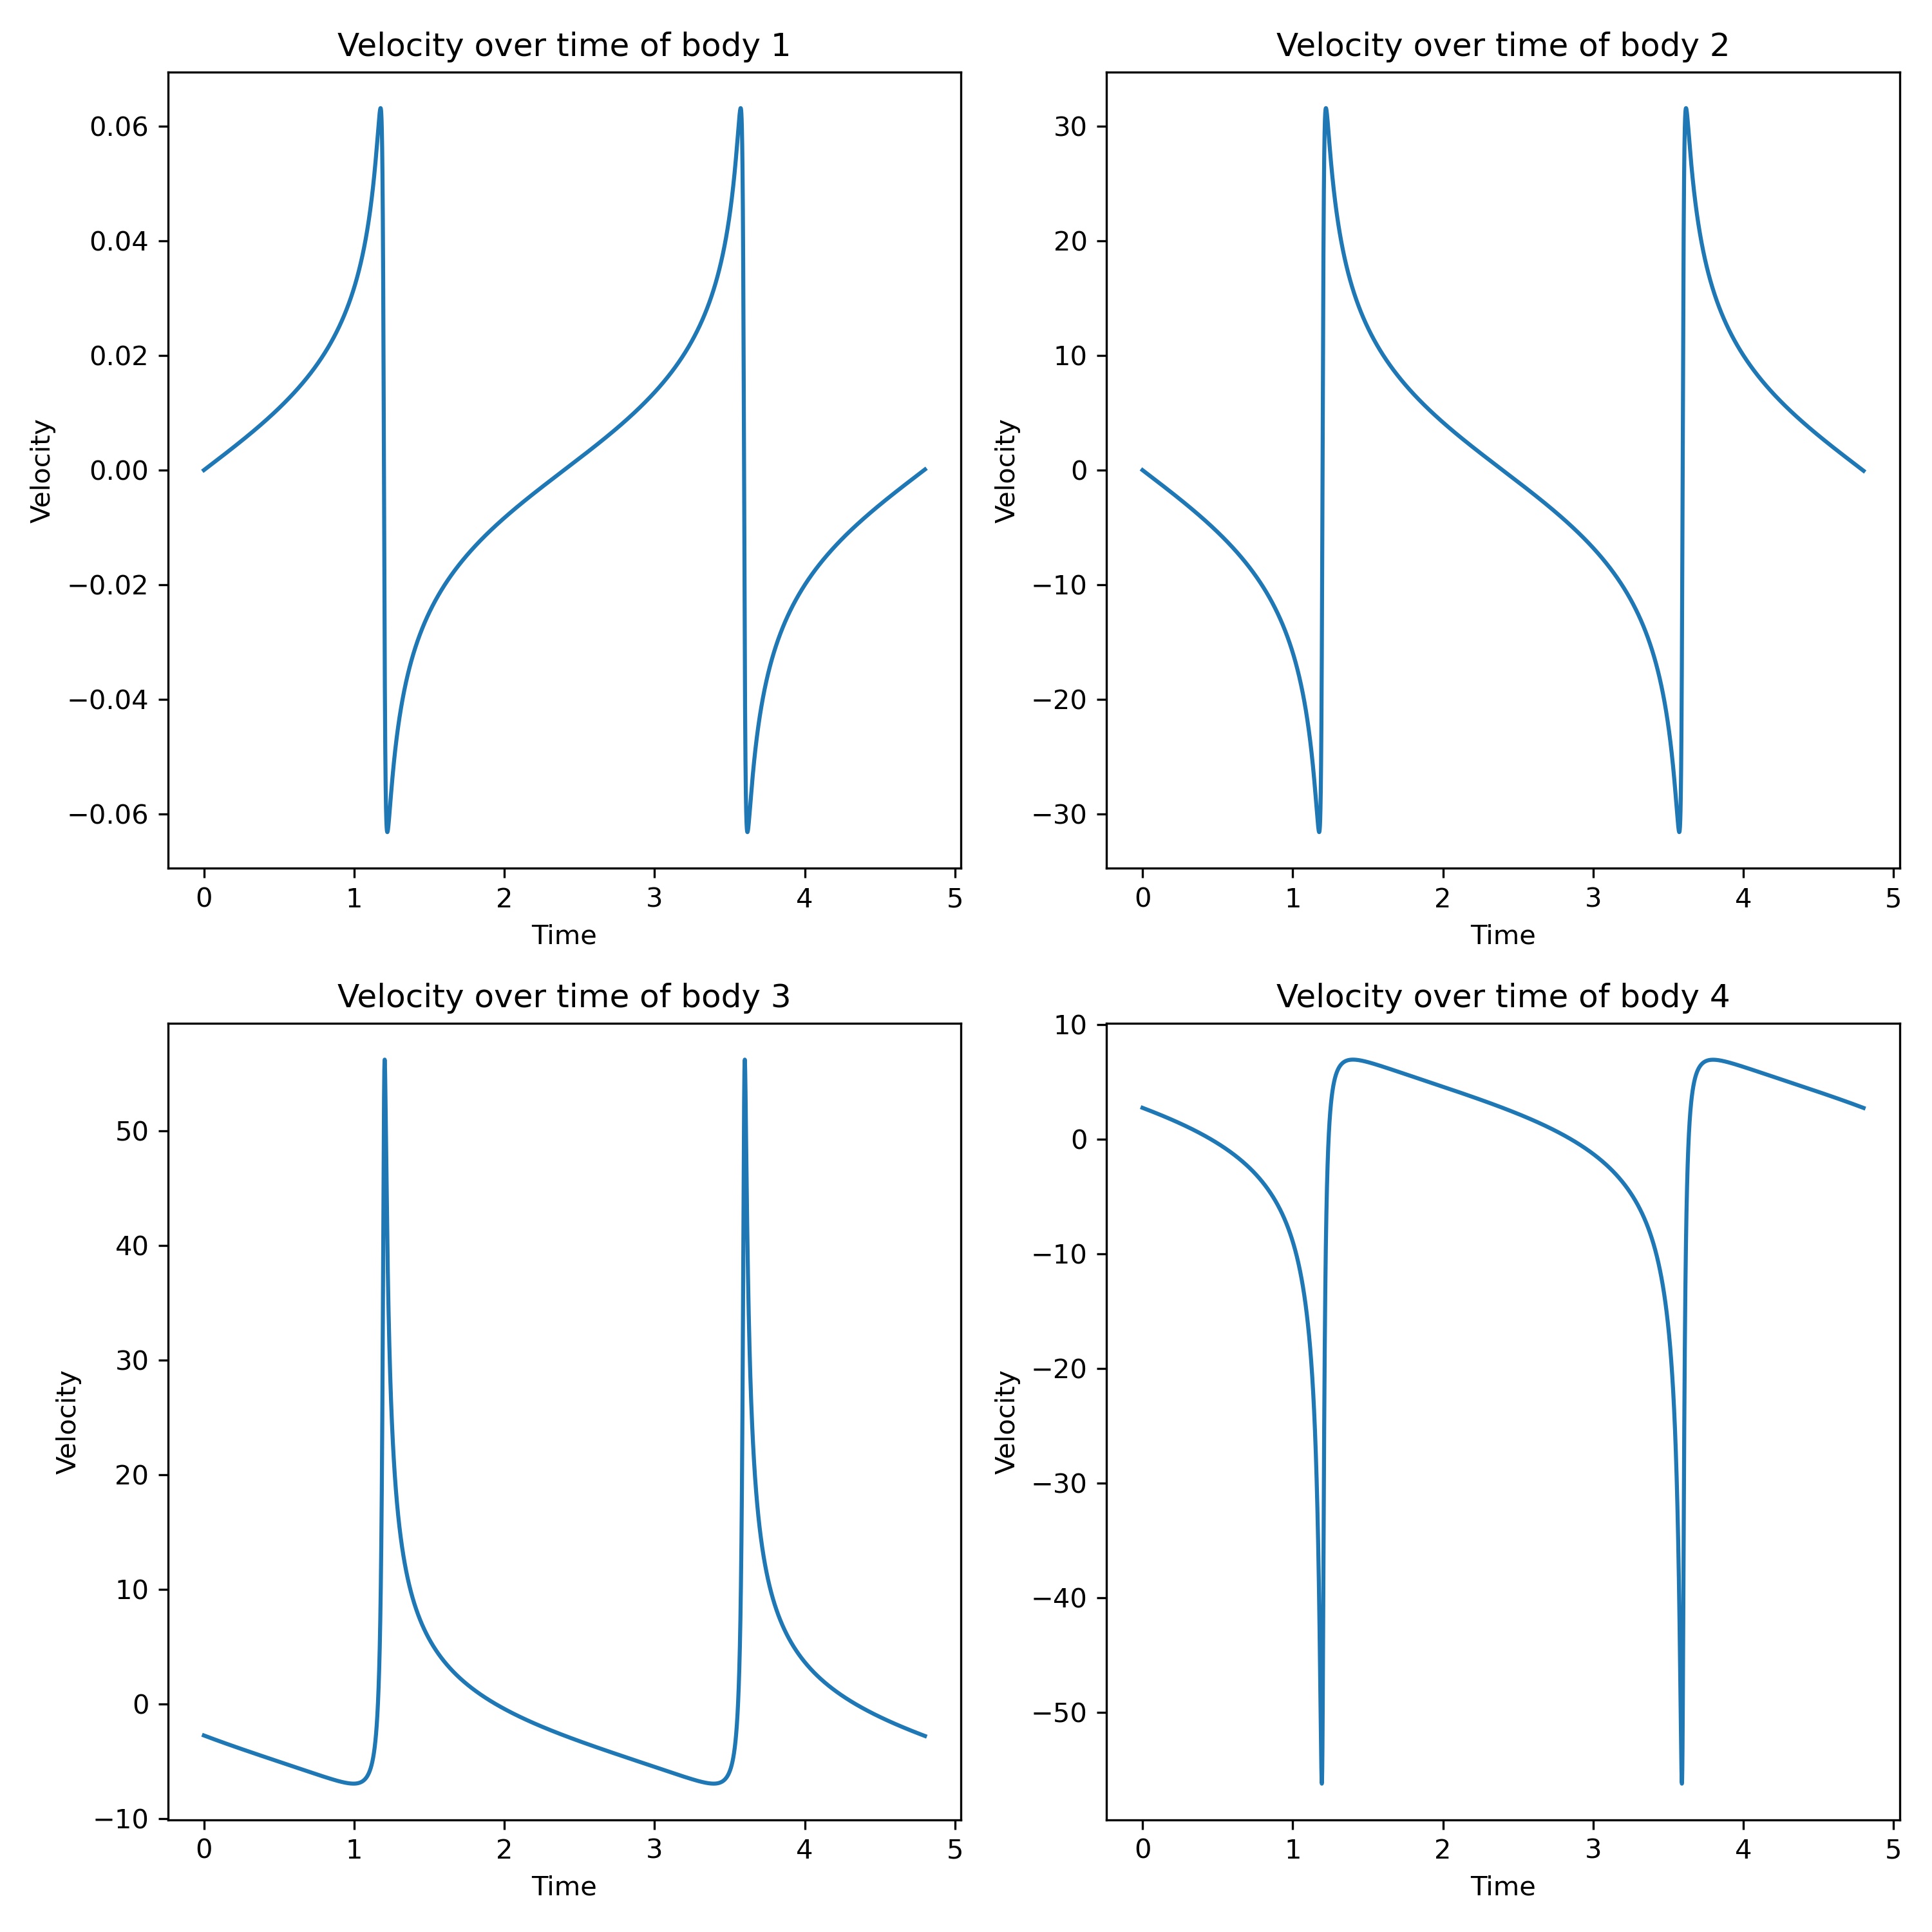 Velocity over time of body 1
Velocity
0.06
0.04
0.02
0.00
−0.02
−0.04
−0.06
0 1 2 3 4 5
Time
Velocity over time of body 2
Velocity
30
20
10
0
−10
−20
−30
0 1 2 3 4 5
Time
Velocity over time of body 3
Velocity
50
40
30
20
10
0
−10
0 1 2 3 4 5
Time
Velocity over time of body 4
Velocity
10
0
−10
−20
−30
−40
−50
0 1 2 3 4 5
Time